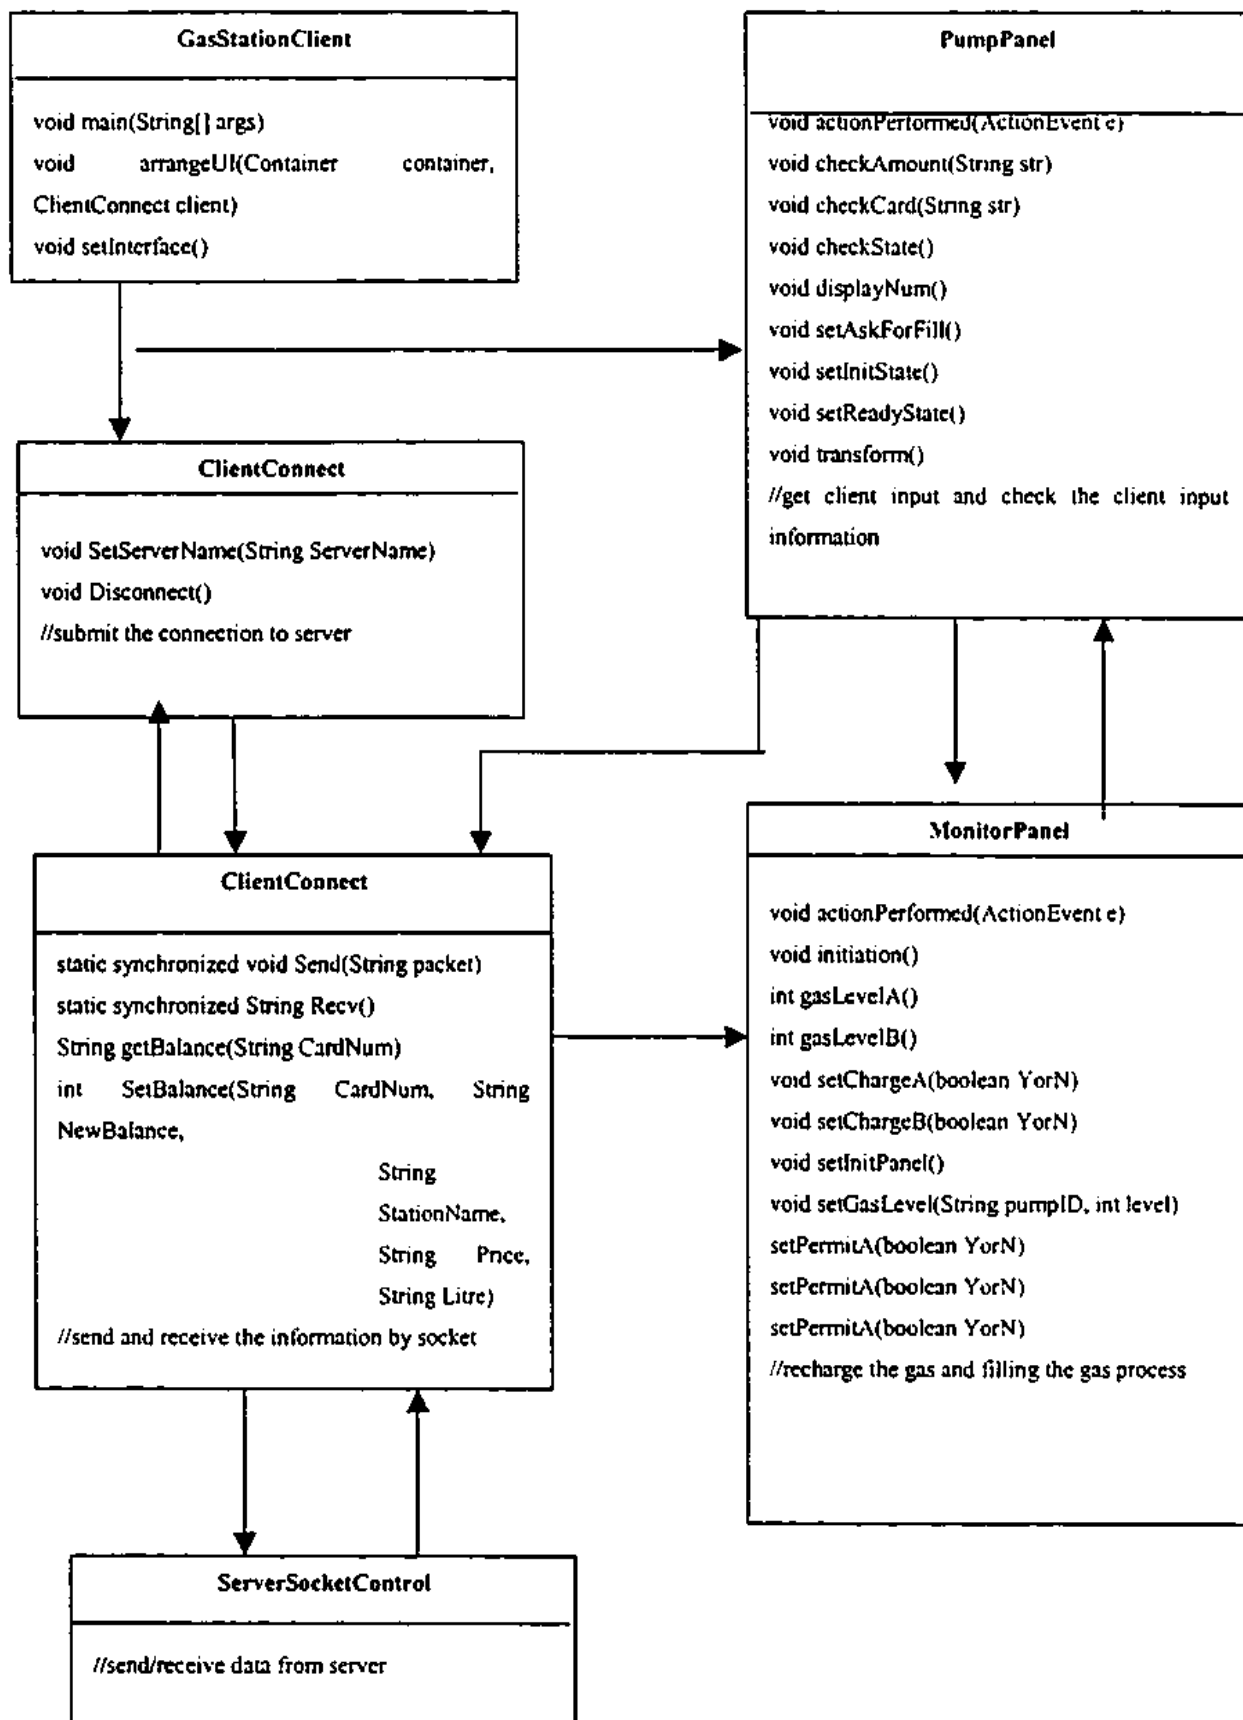 GasStationClient
void main(String[] args)
void arrangeUI(Container container,
ClientConnect client)
void setInterface()
PumpPanel
void actionPerformed(ActionEvent e)
void checkAmount(String str)
void checkCard(String str)
void checkState()
void displayNum()
void setAskForFill()
void setInitState()
void setReadyState()
void transform()
//get client input and check the client input
information
ClientConnect
void SetServerName(String ServerName)
void Disconnect()
//submit the connection to server
ClientConnect
static synchronized void Send(String packet)
static synchronized String Recv()
String getBalance(String CardNum)
int SetBalance(String CardNum, String
NewBalance,
String
StationName,
String Price,
String Litre)
//send and receive the information by socket
MonitorPanel
void actionPerformed(ActionEvent e)
void initiation()
int gasLevelA()
int gasLevelB()
void setChargeA(boolean YorN)
void setChargeB(boolean YorN)
void setInitPanel()
void setGasLevel(String pumpID, int level)
setPermitA(boolean YorN)
setPermitA(boolean YorN)
setPermitA(boolean YorN)
//recharge the gas and filling the gas process
ServerSocketControl
//send/receive data from server